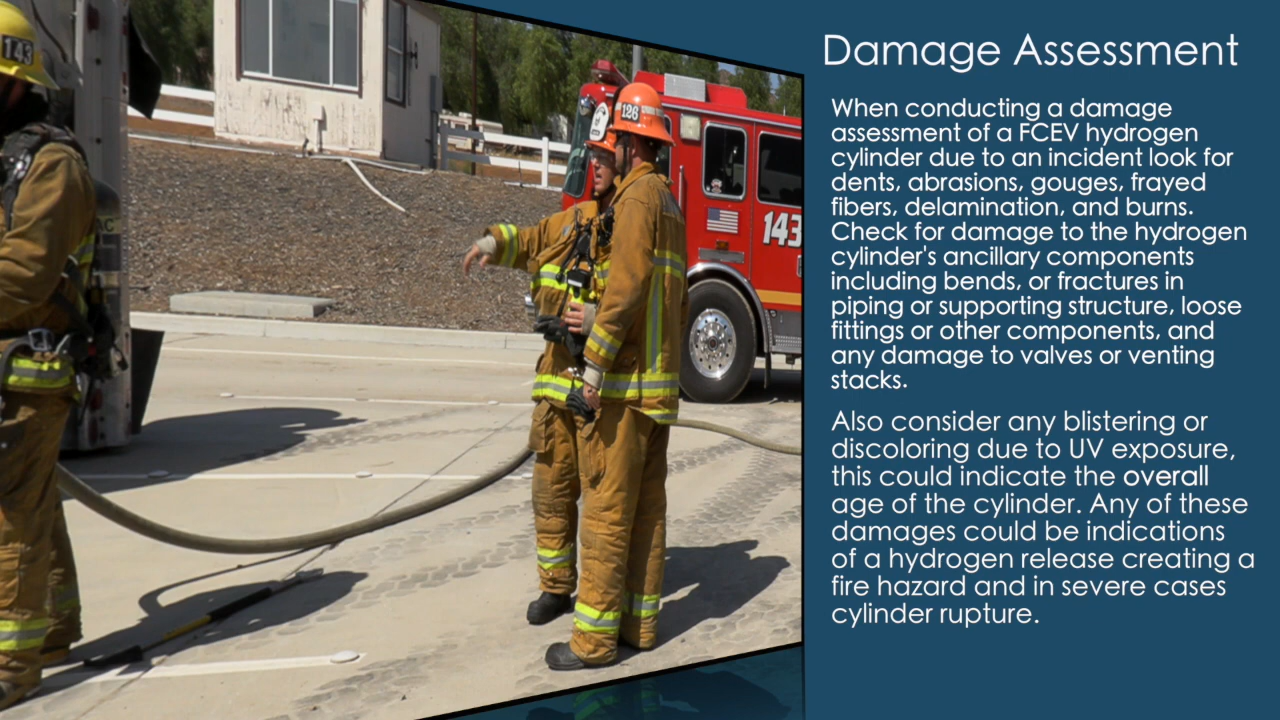 143
126
143
Damage Assessment
When conducting a damage
assessment of a FCEV hydrogen
cylinder due to an incident look for
dents, abrasions, gouges, frayed
fibers, delamination, and burns.
Check for damage to the hydrogen
cylinder's ancillary components
including bends, or fractures in
piping or supporting structure, loose
fittings or other components, and
any damage to valves or venting
stacks.
Also consider any blistering or
discoloring due to UV exposure,
this could indicate the overall
age of the cylinder. Any of these
damages could be indications
of a hydrogen release creating a
fire hazard and in severe cases
cylinder rupture.